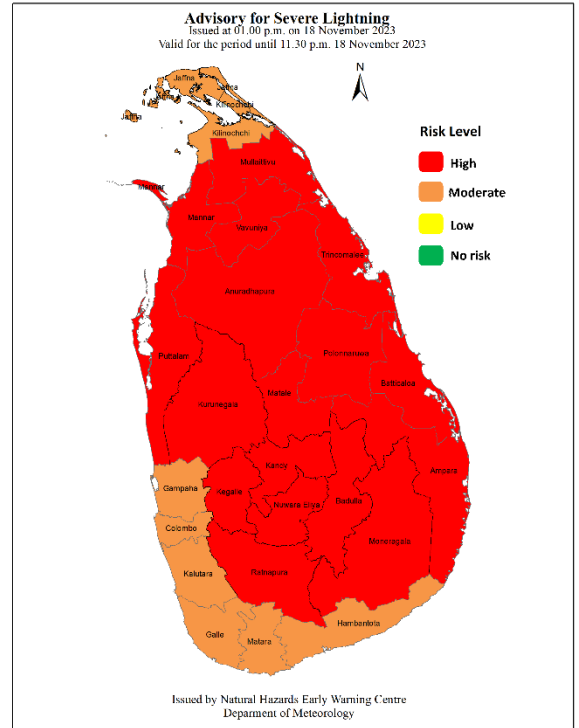 Advisory for Severe Lightning
Issued at 01.00 p.m. on 18 November 2023
Valid for the period until 11.30 p.m. 18 November 2023
N
Jaffna
Jaffna
Jaffna
Kilinochchi
Kilinochchi
Risk Level
High
Moderate
Low
No risk
Mullaitivu
Mannar
Mannar
Vavuniya
Trincomalee
Anuradhapura
Polonnaruwa
Puttalam
Batticaloa
Matale
Kurunegala
Kandy
Ampara
Gampaha
Kegalle
Nuwara Eliya
Badulla
Colombo
Monaragala
Kalutara
Ratnapura
Hambantota
Galle
Matara
Issued by Natural Hazards Early Warning Centre
Deparment of Meteorology